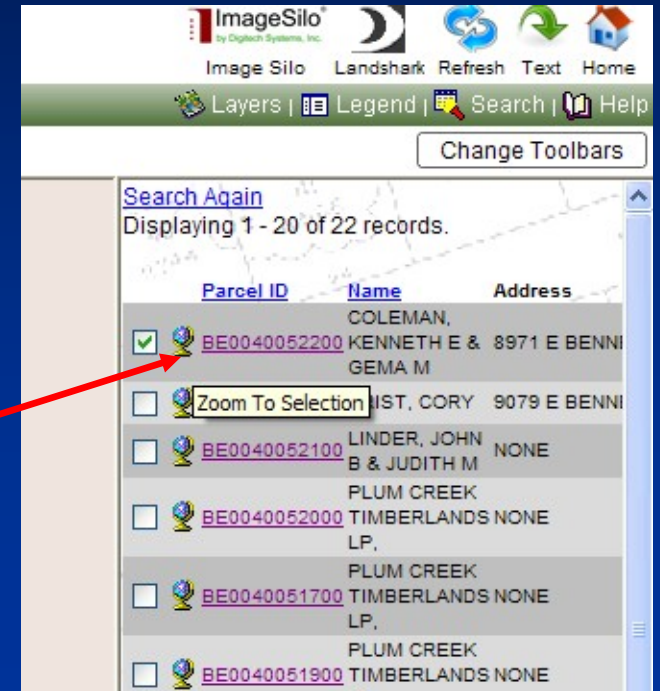 ImageSilo
by Digitech Systems, Inc.
Image Silo Landshark Refresh Text Home
Layers | Legend | Search | Help
Change Toolbars
Search Again
Displaying 1 - 20 of 22 records.
Parcel ID Name Address
COLEMAN,
BE0040052200 KENNETH E & 8971 E BENN
GEMA M
Zoom To Selection IST, CORY 9079 E BENN
LINDER, JOHN
BE0040052100 NONE
B & JUDITH M
PLUM CREEK
BE0040052000 TIMBERLANDS NONE
LP,
PLUM CREEK
BE0040051700 TIMBERLANDS NONE
LP,
PLUM CREEK
BE0040051900 TIMBERLANDS NONE